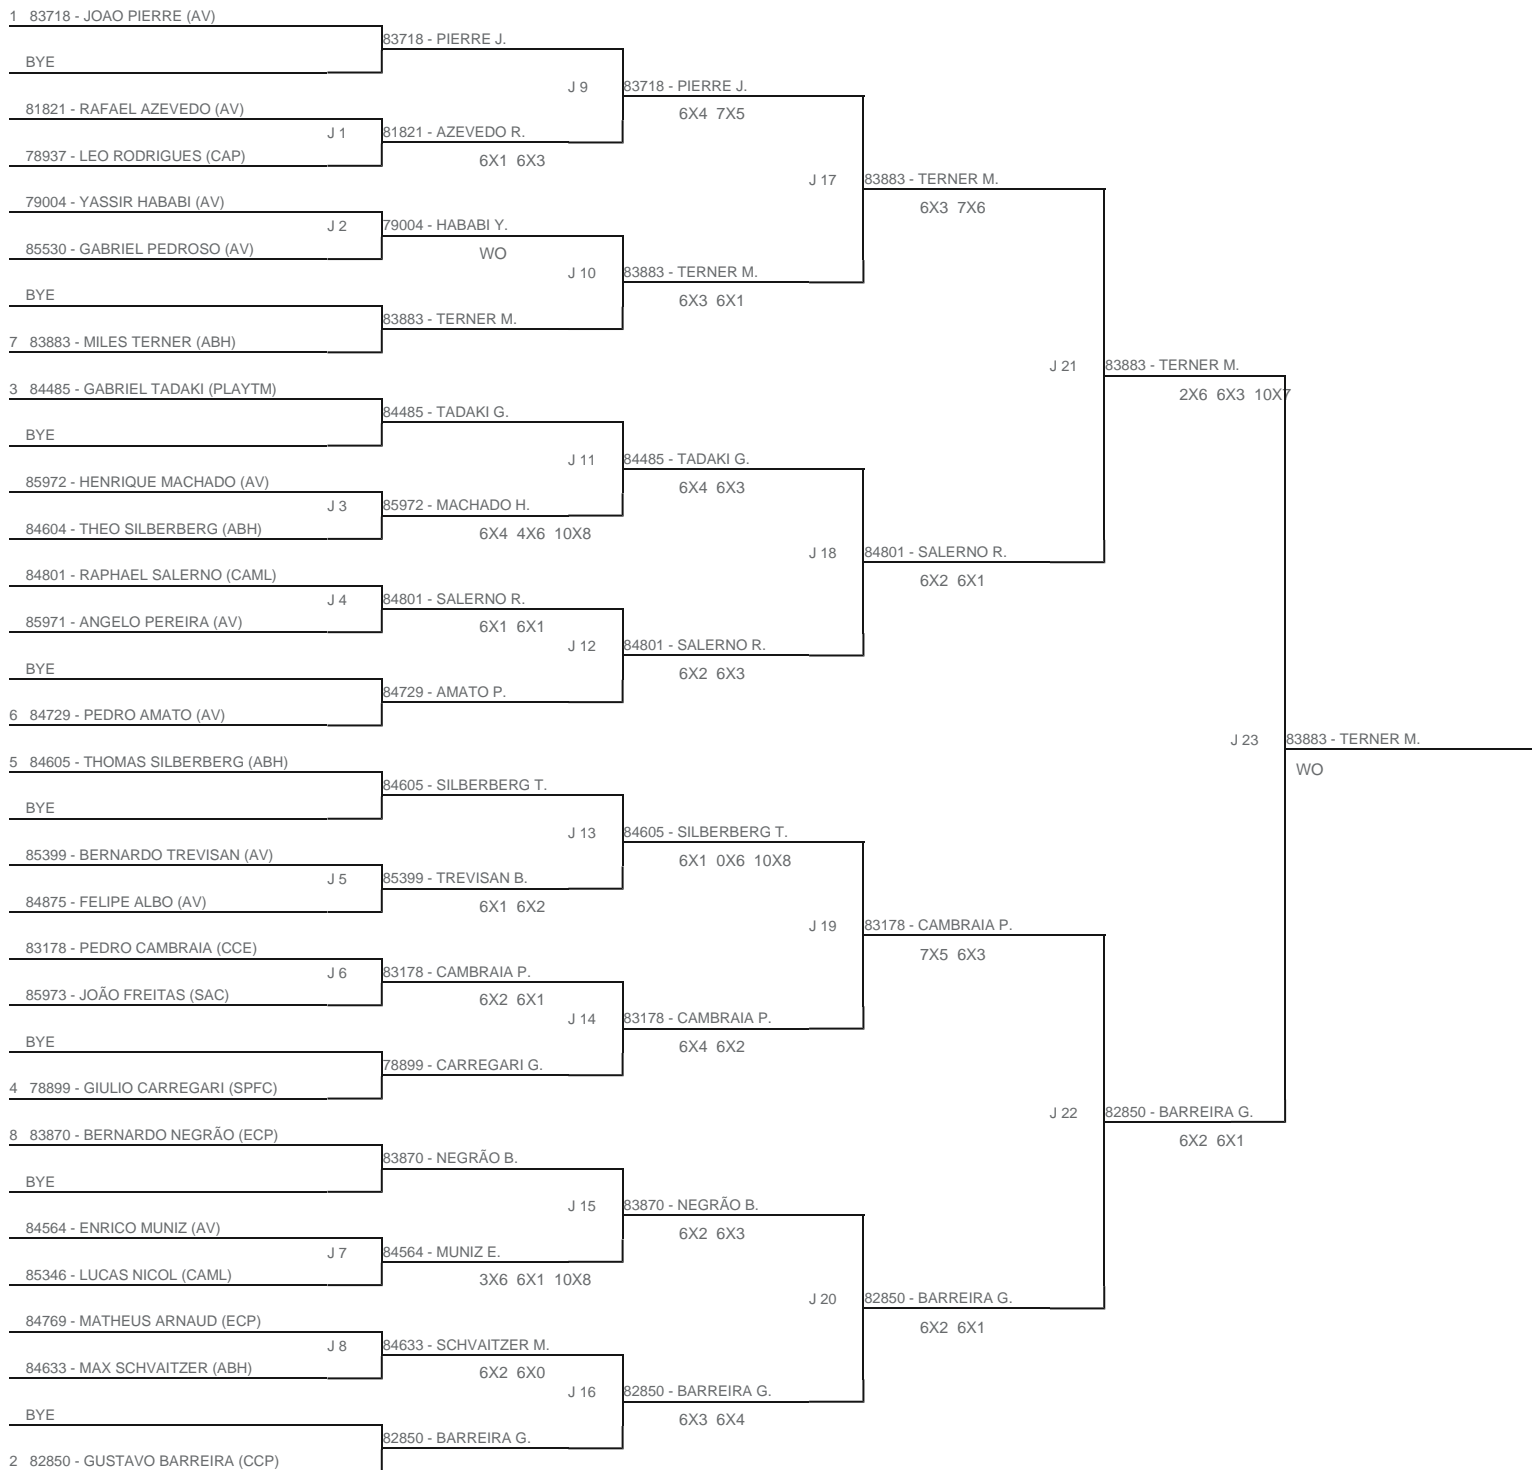 1 83718 - JOAO PIERRE (AV)
83718 - PIERRE J.
BYE
J 9
83718 - PIERRE J.
6X4 7X5
81821 - RAFAEL AZEVEDO (AV)
J 1
81821 - AZEVEDO R.
6X1 6X3
78937 - LEO RODRIGUES (CAP)
J 17
83883 - TERNER M.
6X3 7X6
79004 - YASSIR HABABI (AV)
J 2
79004 - HABABI Y.
WO
85530 - GABRIEL PEDROSO (AV)
J 10
83883 - TERNER M.
6X3 6X1
BYE
83883 - TERNER M.
7 83883 - MILES TERNER (ABH)
J 21
83883 - TERNER M.
2X6 6X3 10X7
3 84485 - GABRIEL TADAKI (PLAYTM)
84485 - TADAKI G.
BYE
J 11
84485 - TADAKI G.
6X4 6X3
85972 - HENRIQUE MACHADO (AV)
J 3
85972 - MACHADO H.
6X4 4X6 10X8
84604 - THEO SILBERBERG (ABH)
J 18
84801 - SALERNO R.
6X2 6X1
84801 - RAPHAEL SALERNO (CAML)
J 4
84801 - SALERNO R.
6X1 6X1
85971 - ANGELO PEREIRA (AV)
J 12
84801 - SALERNO R.
6X2 6X3
BYE
84729 - AMATO P.
6 84729 - PEDRO AMATO (AV)
J 23
83883 - TERNER M.
WO
5 84605 - THOMAS SILBERBERG (ABH)
84605 - SILBERBERG T.
BYE
J 13
84605 - SILBERBERG T.
6X1 0X6 10X8
85399 - BERNARDO TREVISAN (AV)
J 5
85399 - TREVISAN B.
6X1 6X2
84875 - FELIPE ALBO (AV)
J 19
83178 - CAMBRAIA P.
7X5 6X3
83178 - PEDRO CAMBRAIA (CCE)
J 6
83178 - CAMBRAIA P.
6X2 6X1
85973 - JOÃO FREITAS (SAC)
J 14
83178 - CAMBRAIA P.
6X4 6X2
BYE
78899 - CARREGARI G.
4 78899 - GIULIO CARREGARI (SPFC)
J 22
82850 - BARREIRA G.
6X2 6X1
8 83870 - BERNARDO NEGRÃO (ECP)
83870 - NEGRÃO B.
BYE
J 15
83870 - NEGRÃO B.
6X2 6X3
84564 - ENRICO MUNIZ (AV)
J 7
84564 - MUNIZ E.
3X6 6X1 10X8
85346 - LUCAS NICOL (CAML)
J 20
82850 - BARREIRA G.
6X2 6X1
84769 - MATHEUS ARNAUD (ECP)
J 8
84633 - SCHVAITZER M.
6X2 6X0
84633 - MAX SCHVAITZER (ABH)
J 16
82850 - BARREIRA G.
6X3 6X4
BYE
82850 - BARREIRA G.
2 82850 - GUSTAVO BARREIRA (CCP)